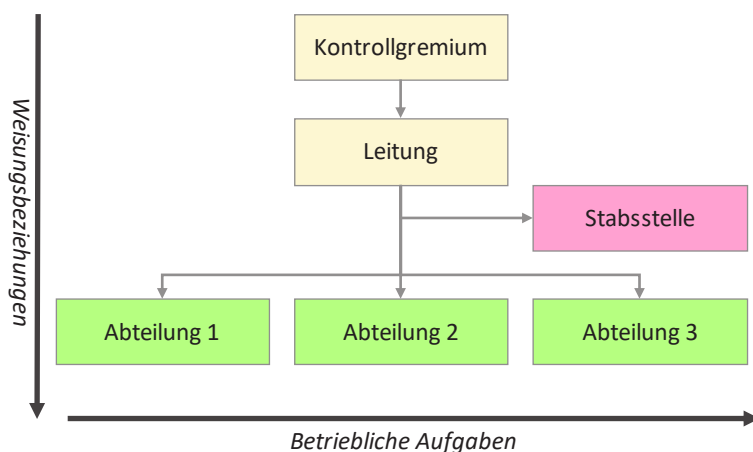 Kontrollgremium
Leitung
Stabsstelle
Abteilung 1
Abteilung 2
Abteilung 3
Weisungsbeziehungen
Betriebliche Aufgaben